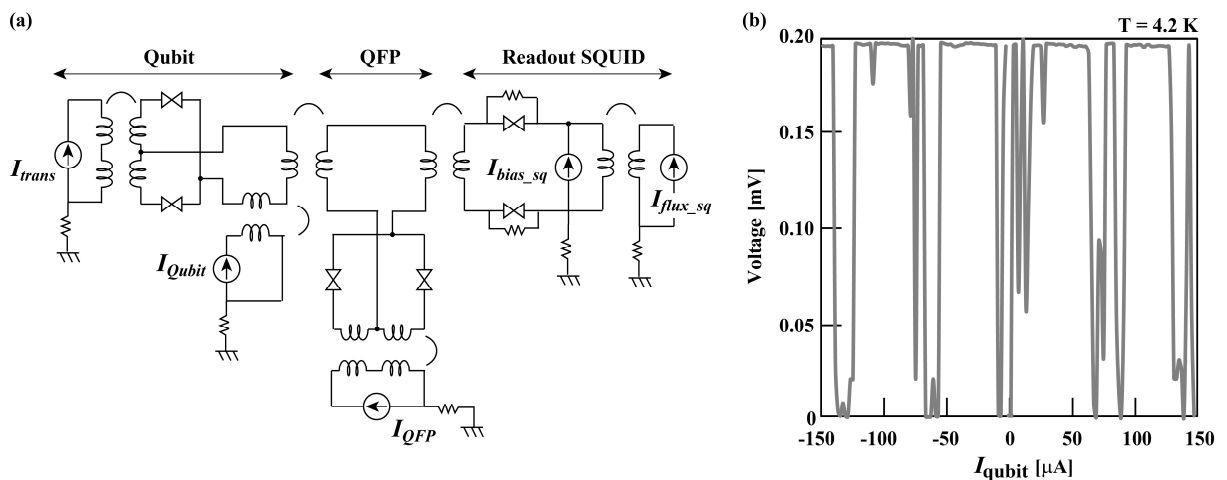 (a)
Qubit QFP Readout SQUID
I_trans
I_Qubit
I_QFP
I_bias_sq
I_flux_sq
(b)
T = 4.2 K
Voltage [mV]
0.20
0.15
0.10
0.05
0
-150 -100 -50 0 50 100 150
I_qubit [μA]